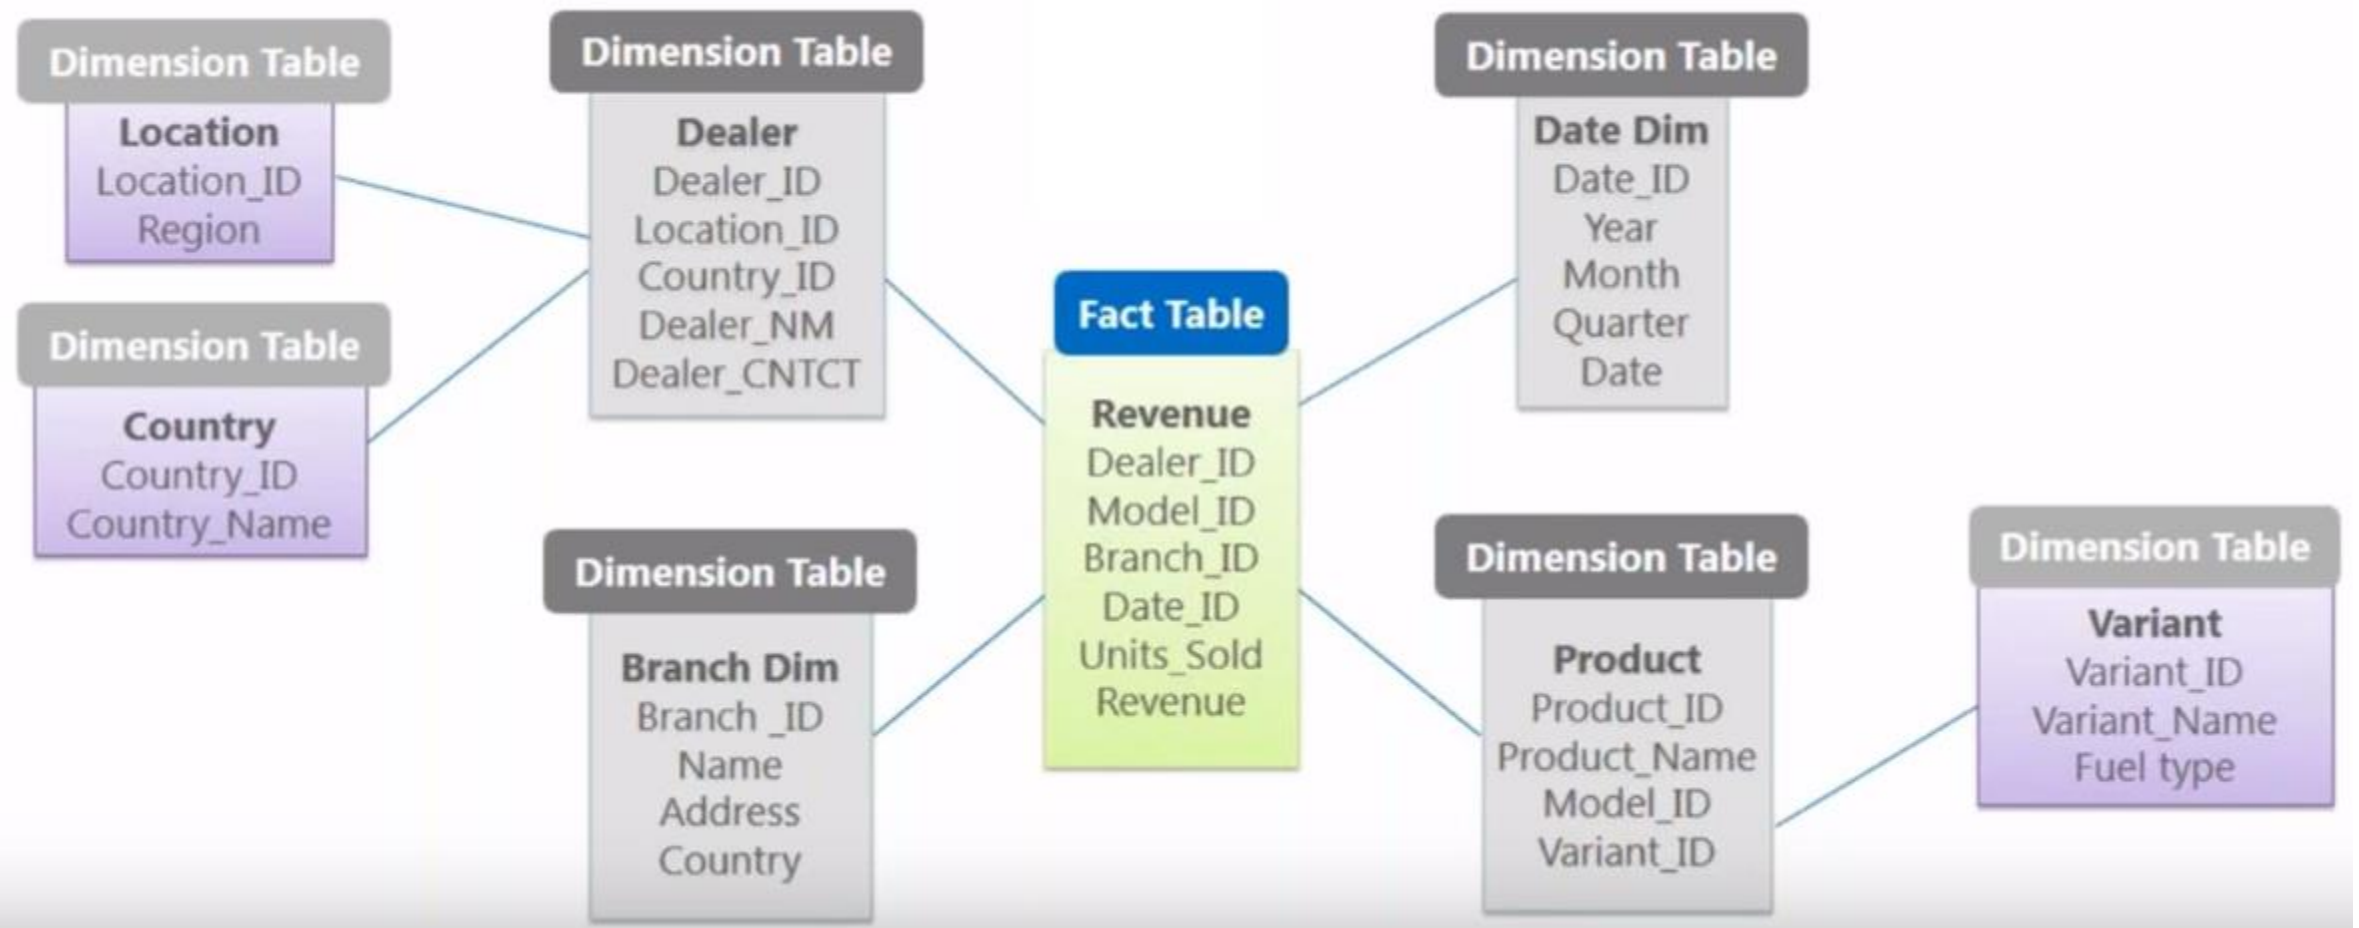 Dimension Table
Location
Location_ID
Region
Dimension Table
Country
Country_ID
Country_Name
Dimension Table
Dealer
Dealer_ID
Location_ID
Country_ID
Dealer_NM
Dealer_CNTCT
Dimension Table
Branch Dim
Branch _ID
Name
Address
Country
Fact Table
Revenue
Dealer_ID
Model_ID
Branch_ID
Date_ID
Units_Sold
Revenue
Dimension Table
Date Dim
Date_ID
Year
Month
Quarter
Date
Dimension Table
Product
Product_ID
Product_Name
Model_ID
Variant_ID
Dimension Table
Variant
Variant_ID
Variant_Name
Fuel type